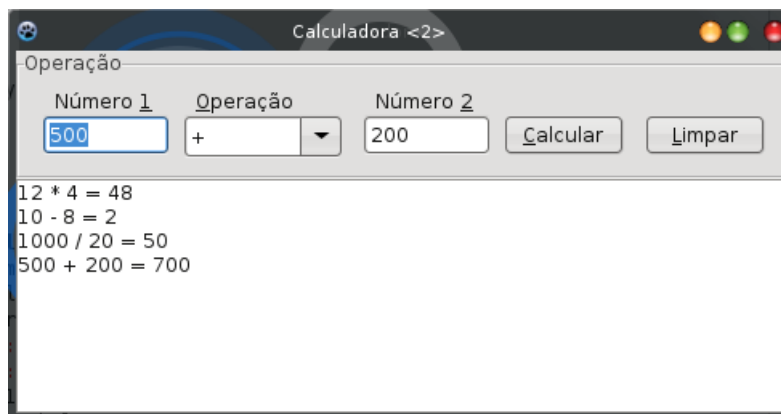 Calculadora <2>
Operação
Número 1 Operação Número 2
500 + 200 Calcular Limpar
12 * 4 = 48
10 - 8 = 2
1000 / 20 = 50
500 + 200 = 700